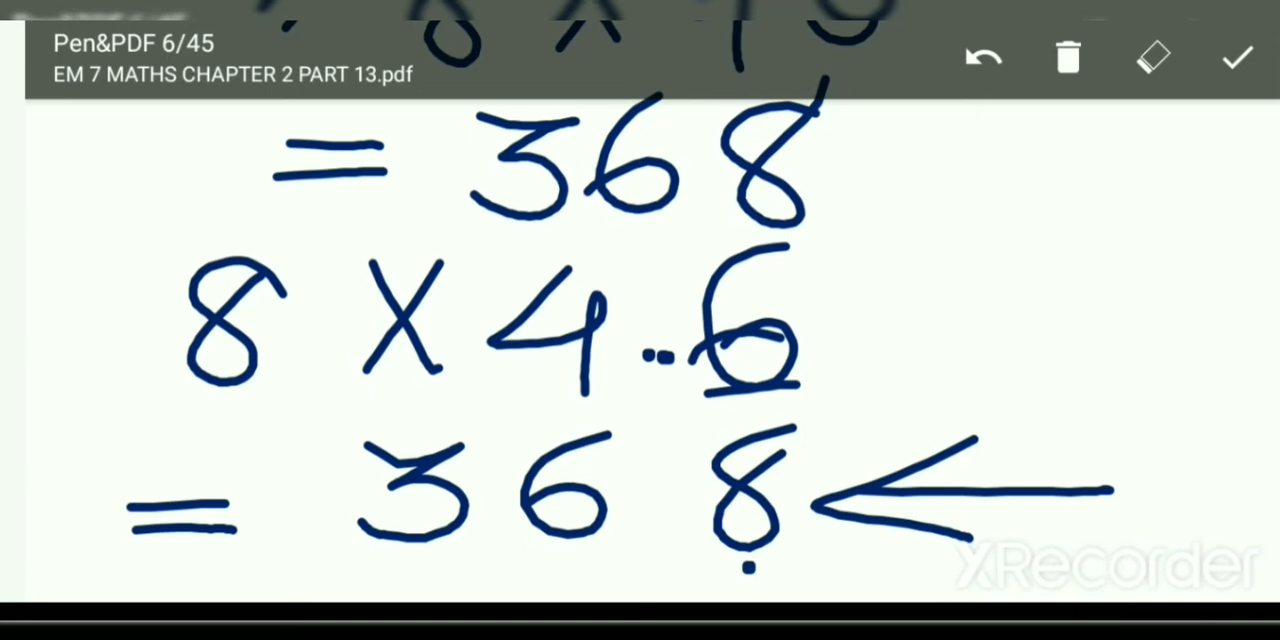 Pen&PDF 6/45
EM 7 MATHS CHAPTER 2 PART 13.pdf
= 368
8 X 4.6
= 368
XRecorder